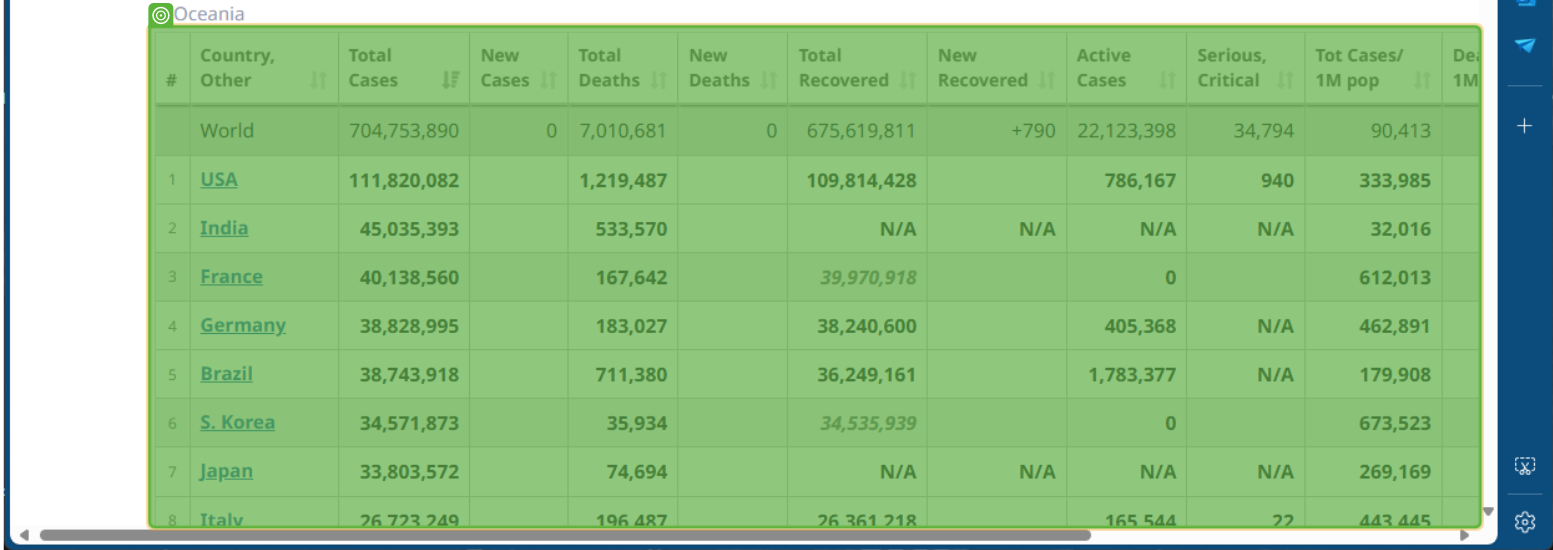 Oceania
# Country, Other Total Cases New Cases Total Deaths New Deaths Total Recovered New Recovered Active Cases Serious, Critical Tot Cases/ 1M pop 1M
World 704,753,890 0 7,010,681 0 675,619,811 +790 22,123,398 34,794 90,413
1 USA 111,820,082 1,219,487 109,814,428 786,167 940 333,985
2 India 45,035,393 533,570 N/A N/A N/A N/A 32,016
3 France 40,138,560 167,642 39,970,918 0 612,013
4 Germany 38,828,995 183,027 38,240,600 405,368 N/A 462,891
5 Brazil 38,743,918 711,380 36,249,161 1,783,377 N/A 179,908
6 S. Korea 34,571,873 35,934 34,535,939 0 673,523
7 Japan 33,803,572 74,694 N/A N/A N/A N/A 269,169
8 Italy 26,723,249 196,487 26,361,218 165,544 22 443,445